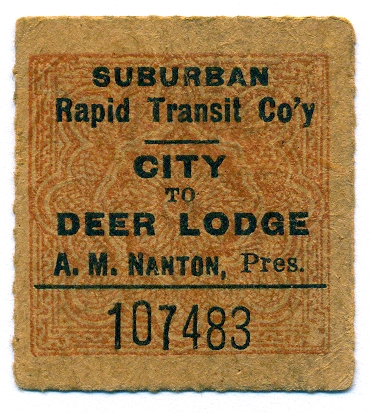 SUBURBAN
Rapid Transit Co'y
CITY
TO
DEER LODGE
A. M. NANTON, Pres.
107483